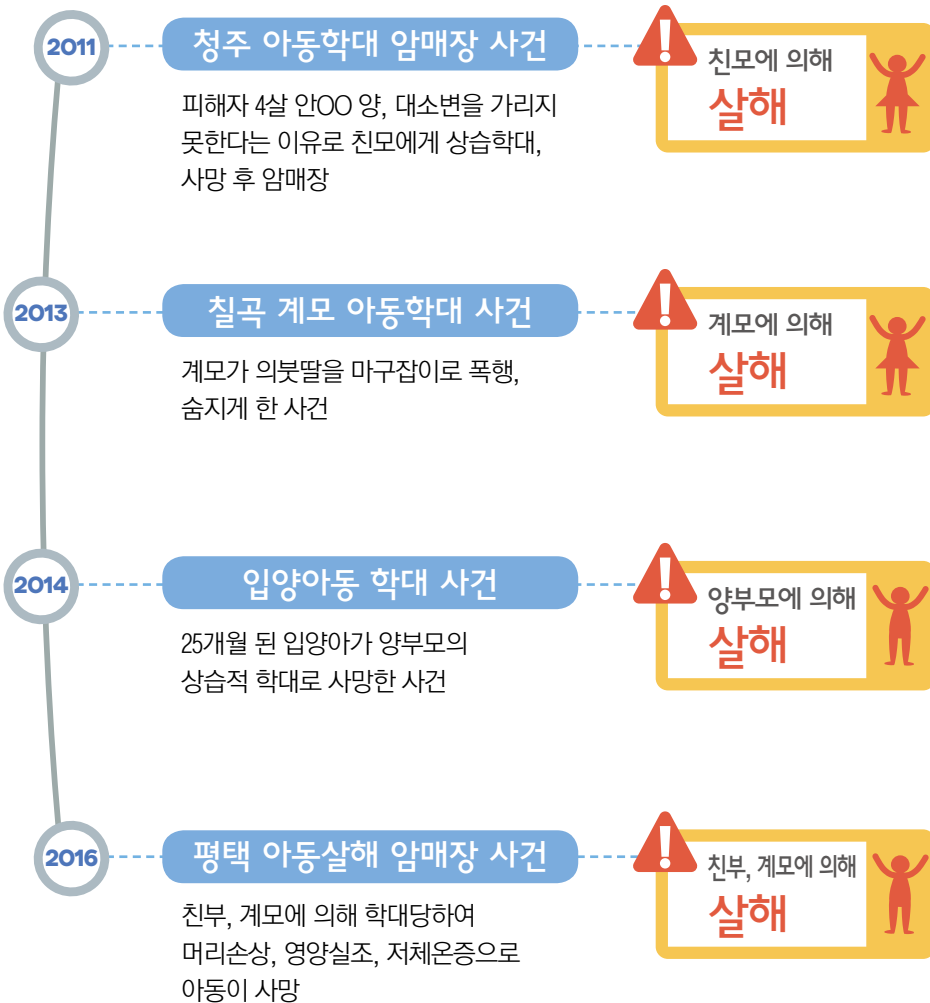 2011
청주 아동학대 암매장 사건
친모에 의해
살해
피해자 4살 안OO 양, 대소변을 가리지
못한다는 이유로 친모에게 상습학대,
사망 후 암매장
2013
칠곡 계모 아동학대 사건
계모에 의해
살해
계모가 의붓딸을 마구잡이로 폭행,
숨지게 한 사건
2014
입양아동 학대 사건
양부모에 의해
살해
25개월 된 입양아가 양부모의
상습적 학대로 사망한 사건
2016
평택 아동살해 암매장 사건
친부, 계모에 의해
살해
친부, 계모에 의해 학대당하여
머리손상, 영양실조, 저체온증으로
아동이 사망